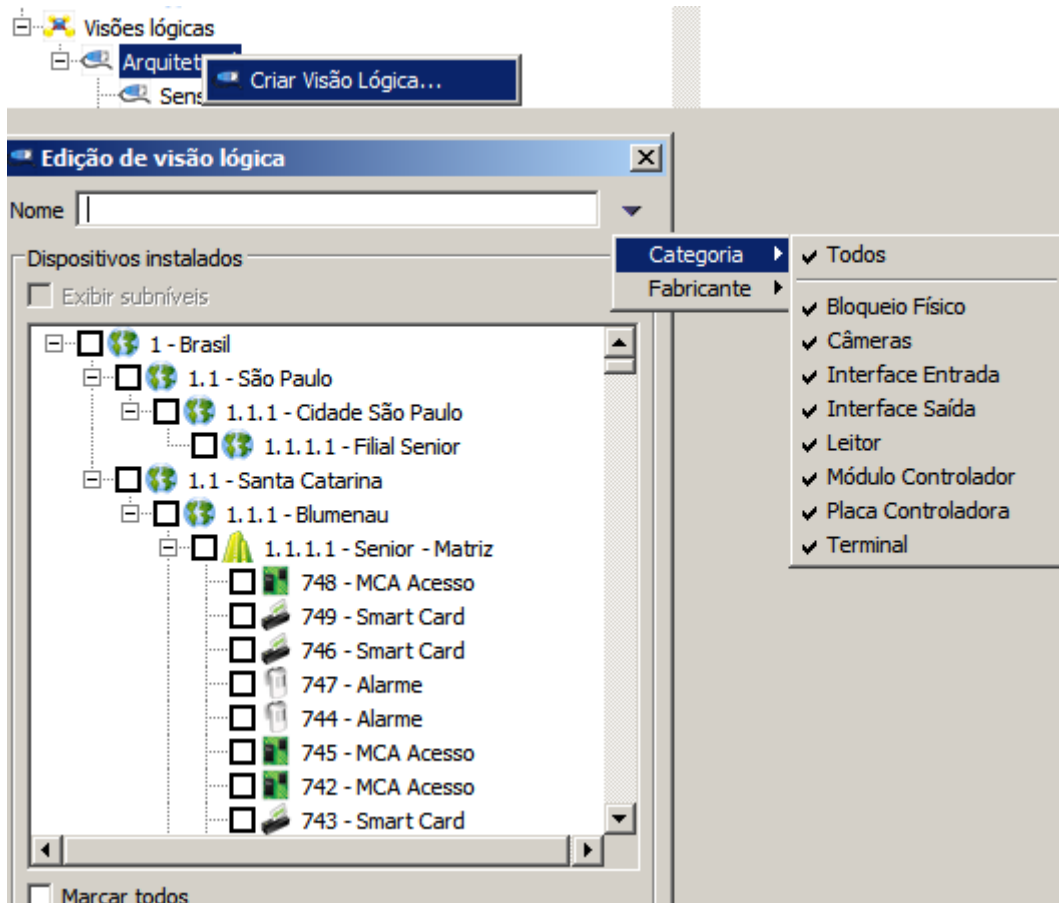 Visões lógicas
Criar Visão Lógica...
Edição de visão lógica
Nome
Dispositivos instalados
Exibir subníveis
Categoria
Fabricante
Todos
Bloqueio Físico
Câmeras
Interface Entrada
Interface Saída
Leitor
Módulo Controlador
Placa Controladora
Terminal
1 - Brasil
1.1 - São Paulo
1.1.1 - Cidade São Paulo
1.1.1.1 - Filial Senior
1.1 - Santa Catarina
1.1.1 - Blumenau
1.1.1.1 - Senior - Matriz
748 - MCA Acesso
749 - Smart Card
746 - Smart Card
747 - Alarme
744 - Alarme
745 - MCA Acesso
742 - MCA Acesso
743 - Smart Card
Marcar todos